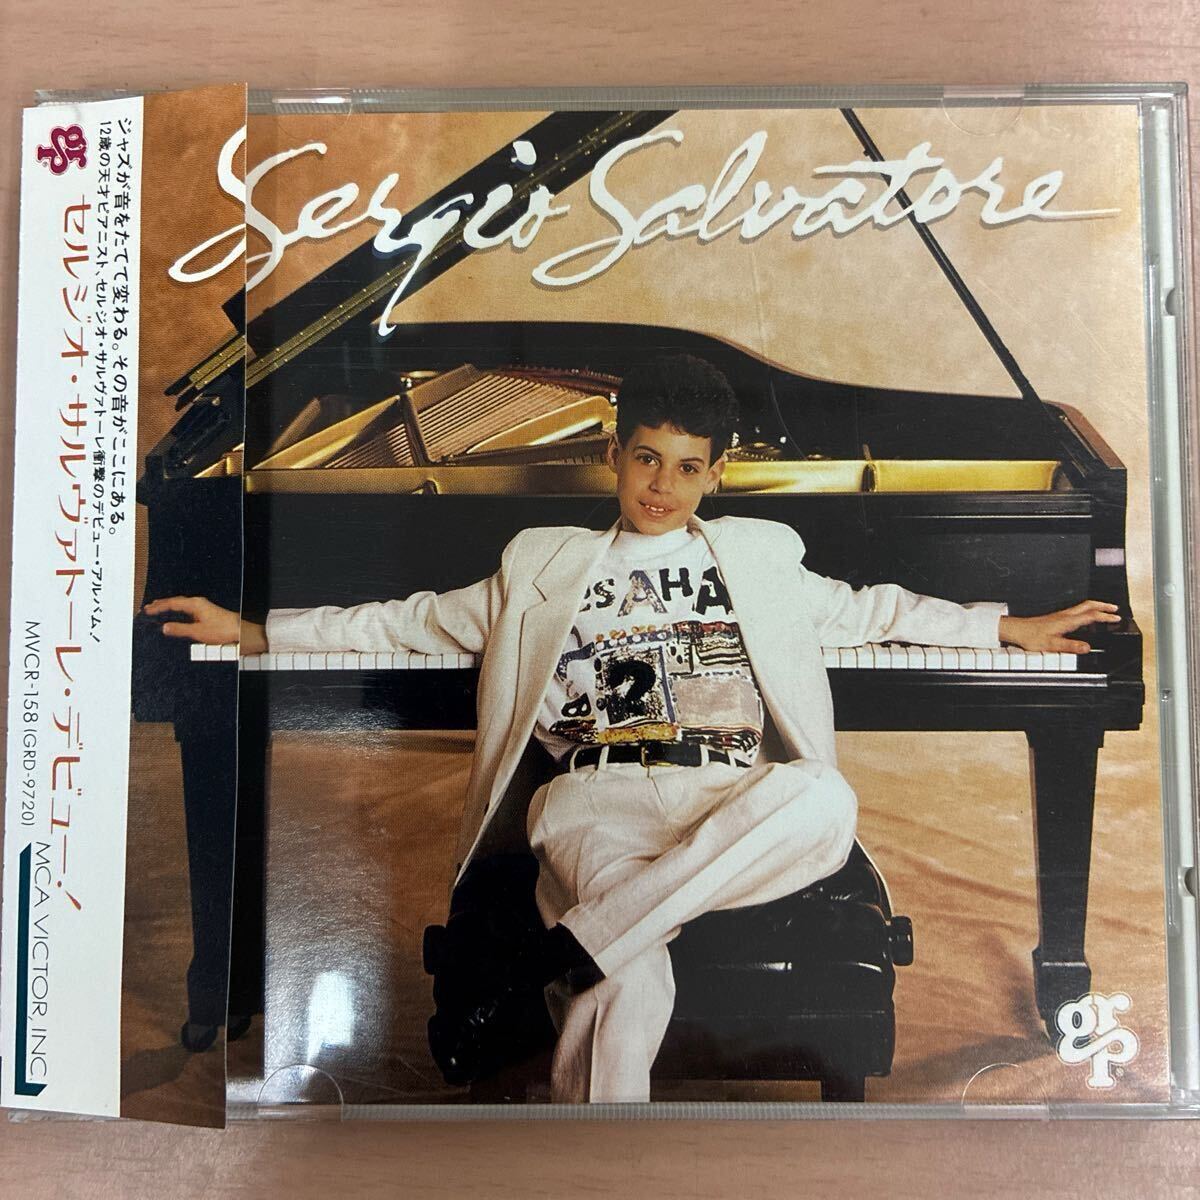 ジャズが音をたてて変わる。その音がここにある。
12歳の天才ピアニスト、セルジオ・サルヴァトーレ衝撃のデビュー・アルバム!
grp
セルジオ・サルヴァトーレ・デビュー!
MVCR-158 (GRD-9720)
MCA VICTOR, INC.
Sergio Salvatore
SAHA
B.2
grp
®